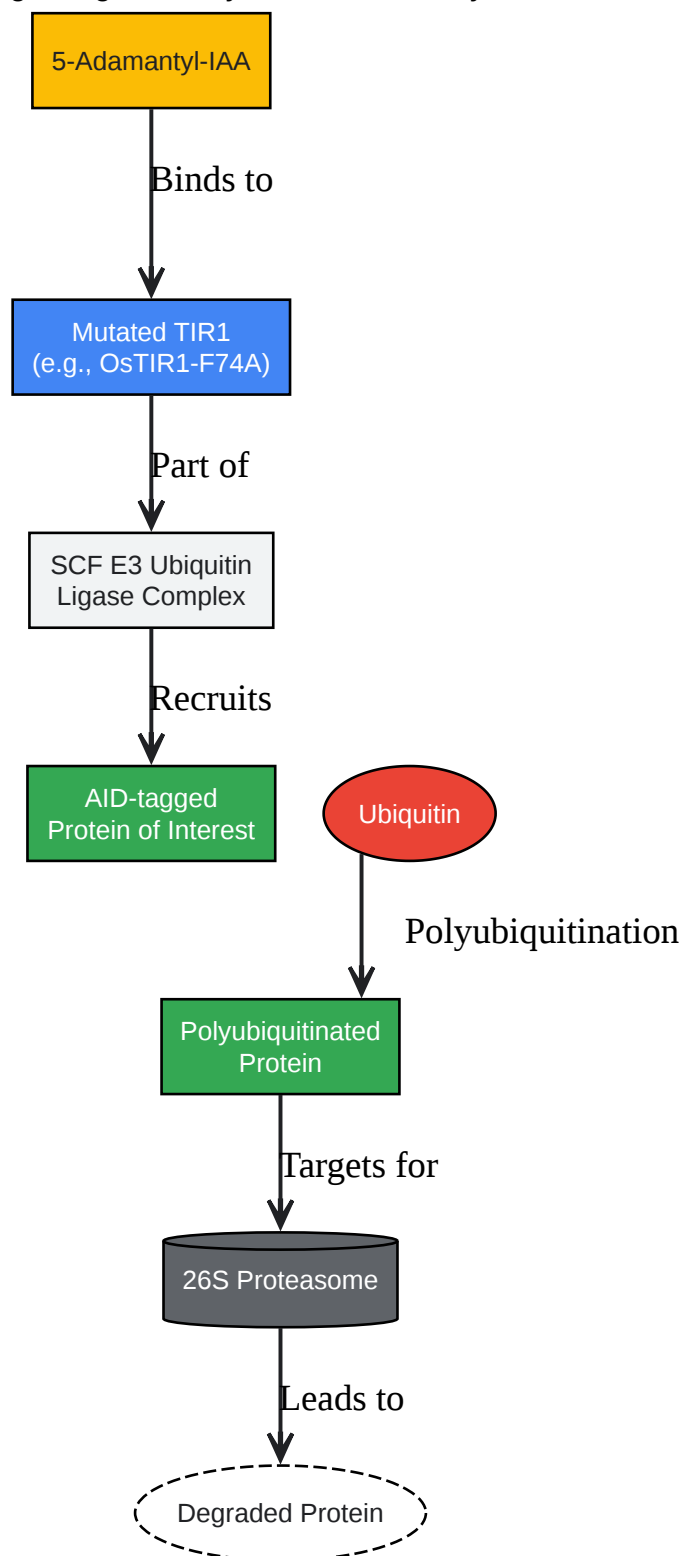 5-Adamantyl-IAA
Binds to
Mutated TIR1
(e.g., OsTIR1-F74A)
Part of
SCF E3 Ubiquitin
Ligase Complex
Recruits
AID-tagged
Protein of Interest
Ubiquitin
Polyubiquitination
Polyubiquitinated
Protein
Targets for
26S Proteasome
Leads to
Degraded Protein